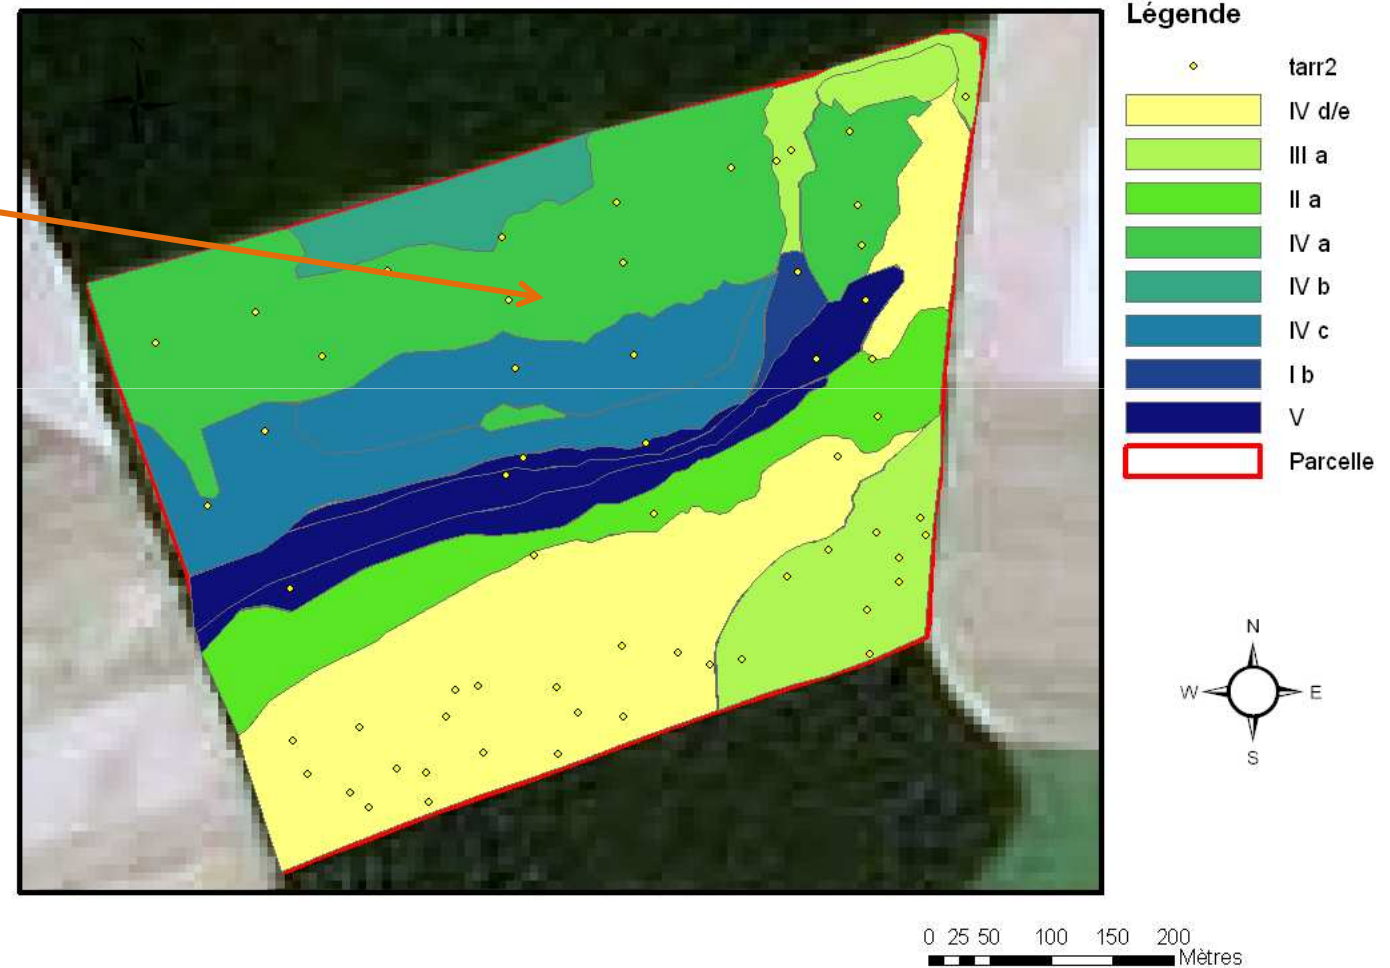 Légende
tarr2
IV d/e
III a
II a
IV a
IV b
IV c
I b
V
Parcelle
N
W E
S
0 25 50 100 150 200
Mètres